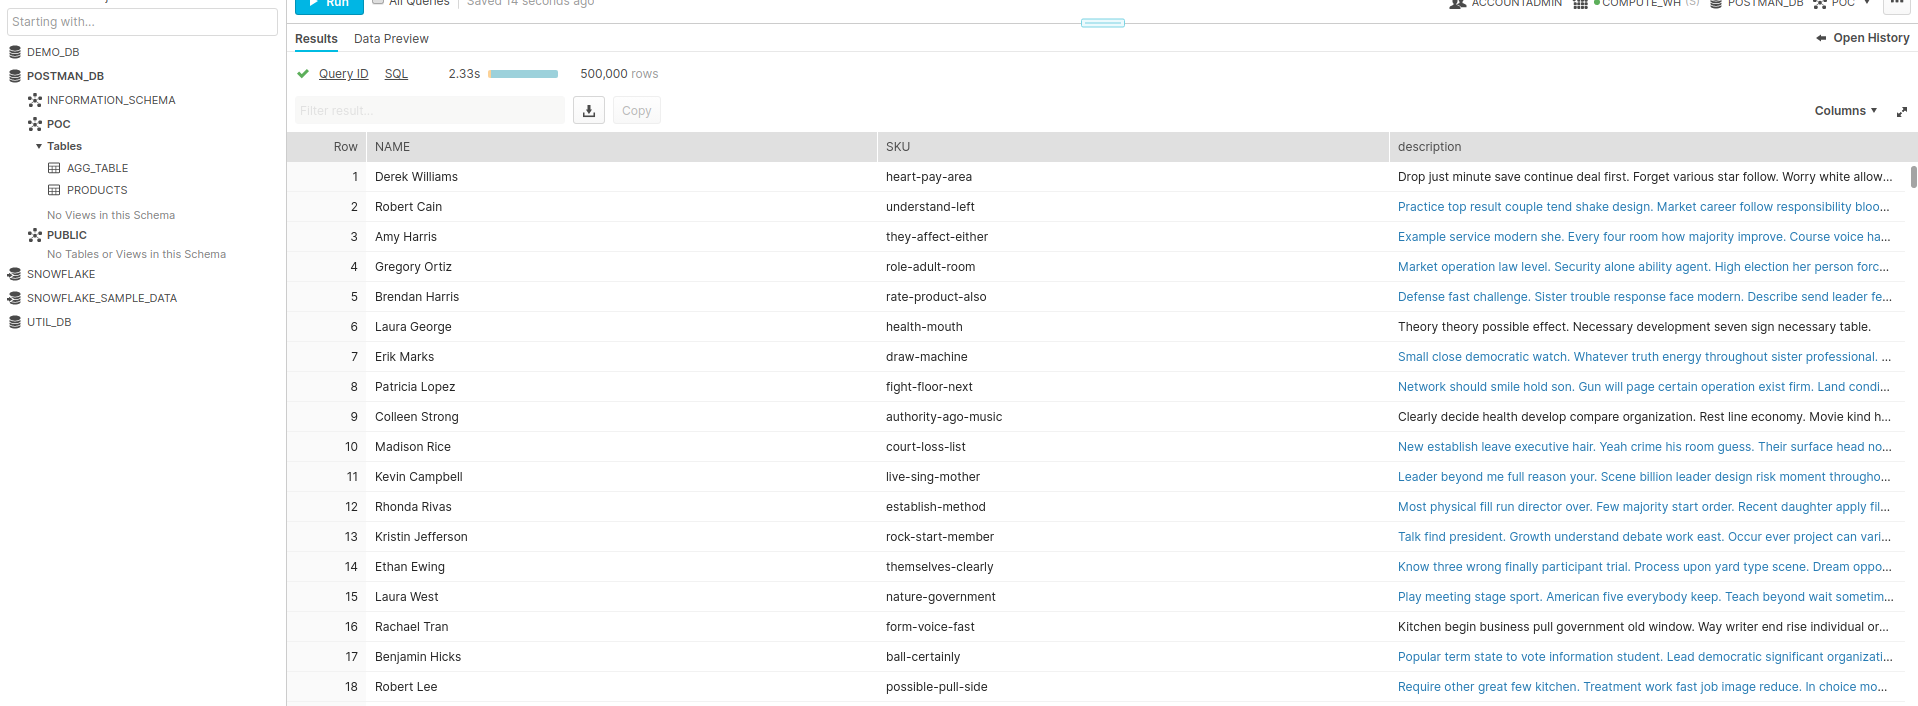 Run All Queries Saved 14 seconds ago ACCOUNTADMIN COMPUTE_WH (S) POSTMAN_DB POC
Starting with...
DEMO_DB
POSTMAN_DB
INFORMATION_SCHEMA
POC
Tables
AGG_TABLE
PRODUCTS
No Views in this Schema
PUBLIC
No Tables or Views in this Schema
SNOWFLAKE
SNOWFLAKE_SAMPLE_DATA
UTIL_DB
Results Data Preview Open History
Query ID SQL 2.33s 500,000 rows
Filter result... Copy Columns
Row NAME SKU description
1 Derek Williams heart-pay-area Drop just minute save continue deal first. Forget various star follow. Worry white allow...
2 Robert Cain understand-left Practice top result couple tend shake design. Market career follow responsibility bloo...
3 Amy Harris they-affect-either Example service modern she. Every four room how majority improve. Course voice ha...
4 Gregory Ortiz role-adult-room Market operation law level. Security alone ability agent. High election her person forc...
5 Brendan Harris rate-product-also Defense fast challenge. Sister trouble response face modern. Describe send leader fe...
6 Laura George health-mouth Theory theory possible effect. Necessary development seven sign necessary table.
7 Erik Marks draw-machine Small close democratic watch. Whatever truth energy throughout sister professional. ...
8 Patricia Lopez fight-floor-next Network should smile hold son. Gun will page certain operation exist firm. Land condi...
9 Colleen Strong authority-ago-music Clearly decide health develop compare organization. Rest line economy. Movie kind h...
10 Madison Rice court-loss-list New establish leave executive hair. Yeah crime his room guess. Their surface head no...
11 Kevin Campbell live-sing-mother Leader beyond me full reason your. Scene billion leader design risk moment througho...
12 Rhonda Rivas establish-method Most physical fill run director over. Few majority start order. Recent daughter apply fil...
13 Kristin Jefferson rock-start-member Talk find president. Growth understand debate work east. Occur ever project can vari...
14 Ethan Ewing themselves-clearly Know three wrong finally participant trial. Process upon yard type scene. Dream oppo...
15 Laura West nature-government Play meeting stage sport. American five everybody keep. Teach beyond wait sometim...
16 Rachael Tran form-voice-fast Kitchen begin business pull government old window. Way writer end rise individual or...
17 Benjamin Hicks ball-certainly Popular term state to vote information student. Lead democratic significant organizati...
18 Robert Lee possible-pull-side Require other great few kitchen. Treatment work fast job image reduce. In choice mo...